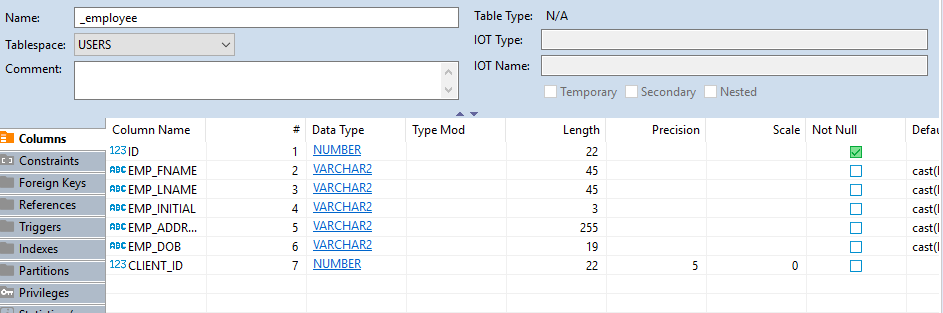 Name: _employee
Table Type: N/A
Tablespace: USERS
IOT Type:
Comment:
IOT Name:
Temporary Secondary Nested
Columns
Constraints
Foreign Keys
References
Triggers
Indexes
Partitions
Privileges
Column Name # Data Type Type Mod Length Precision Scale Not Null Defau
123 ID 1 NUMBER 22
ABC EMP_FNAME 2 VARCHAR2 45 cast(
ABC EMP_LNAME 3 VARCHAR2 45 cast(
ABC EMP_INITIAL 4 VARCHAR2 3 cast(
ABC EMP_ADDR... 5 VARCHAR2 255 cast(
ABC EMP_DOB 6 VARCHAR2 19 cast(
123 CLIENT_ID 7 NUMBER 22 5 0